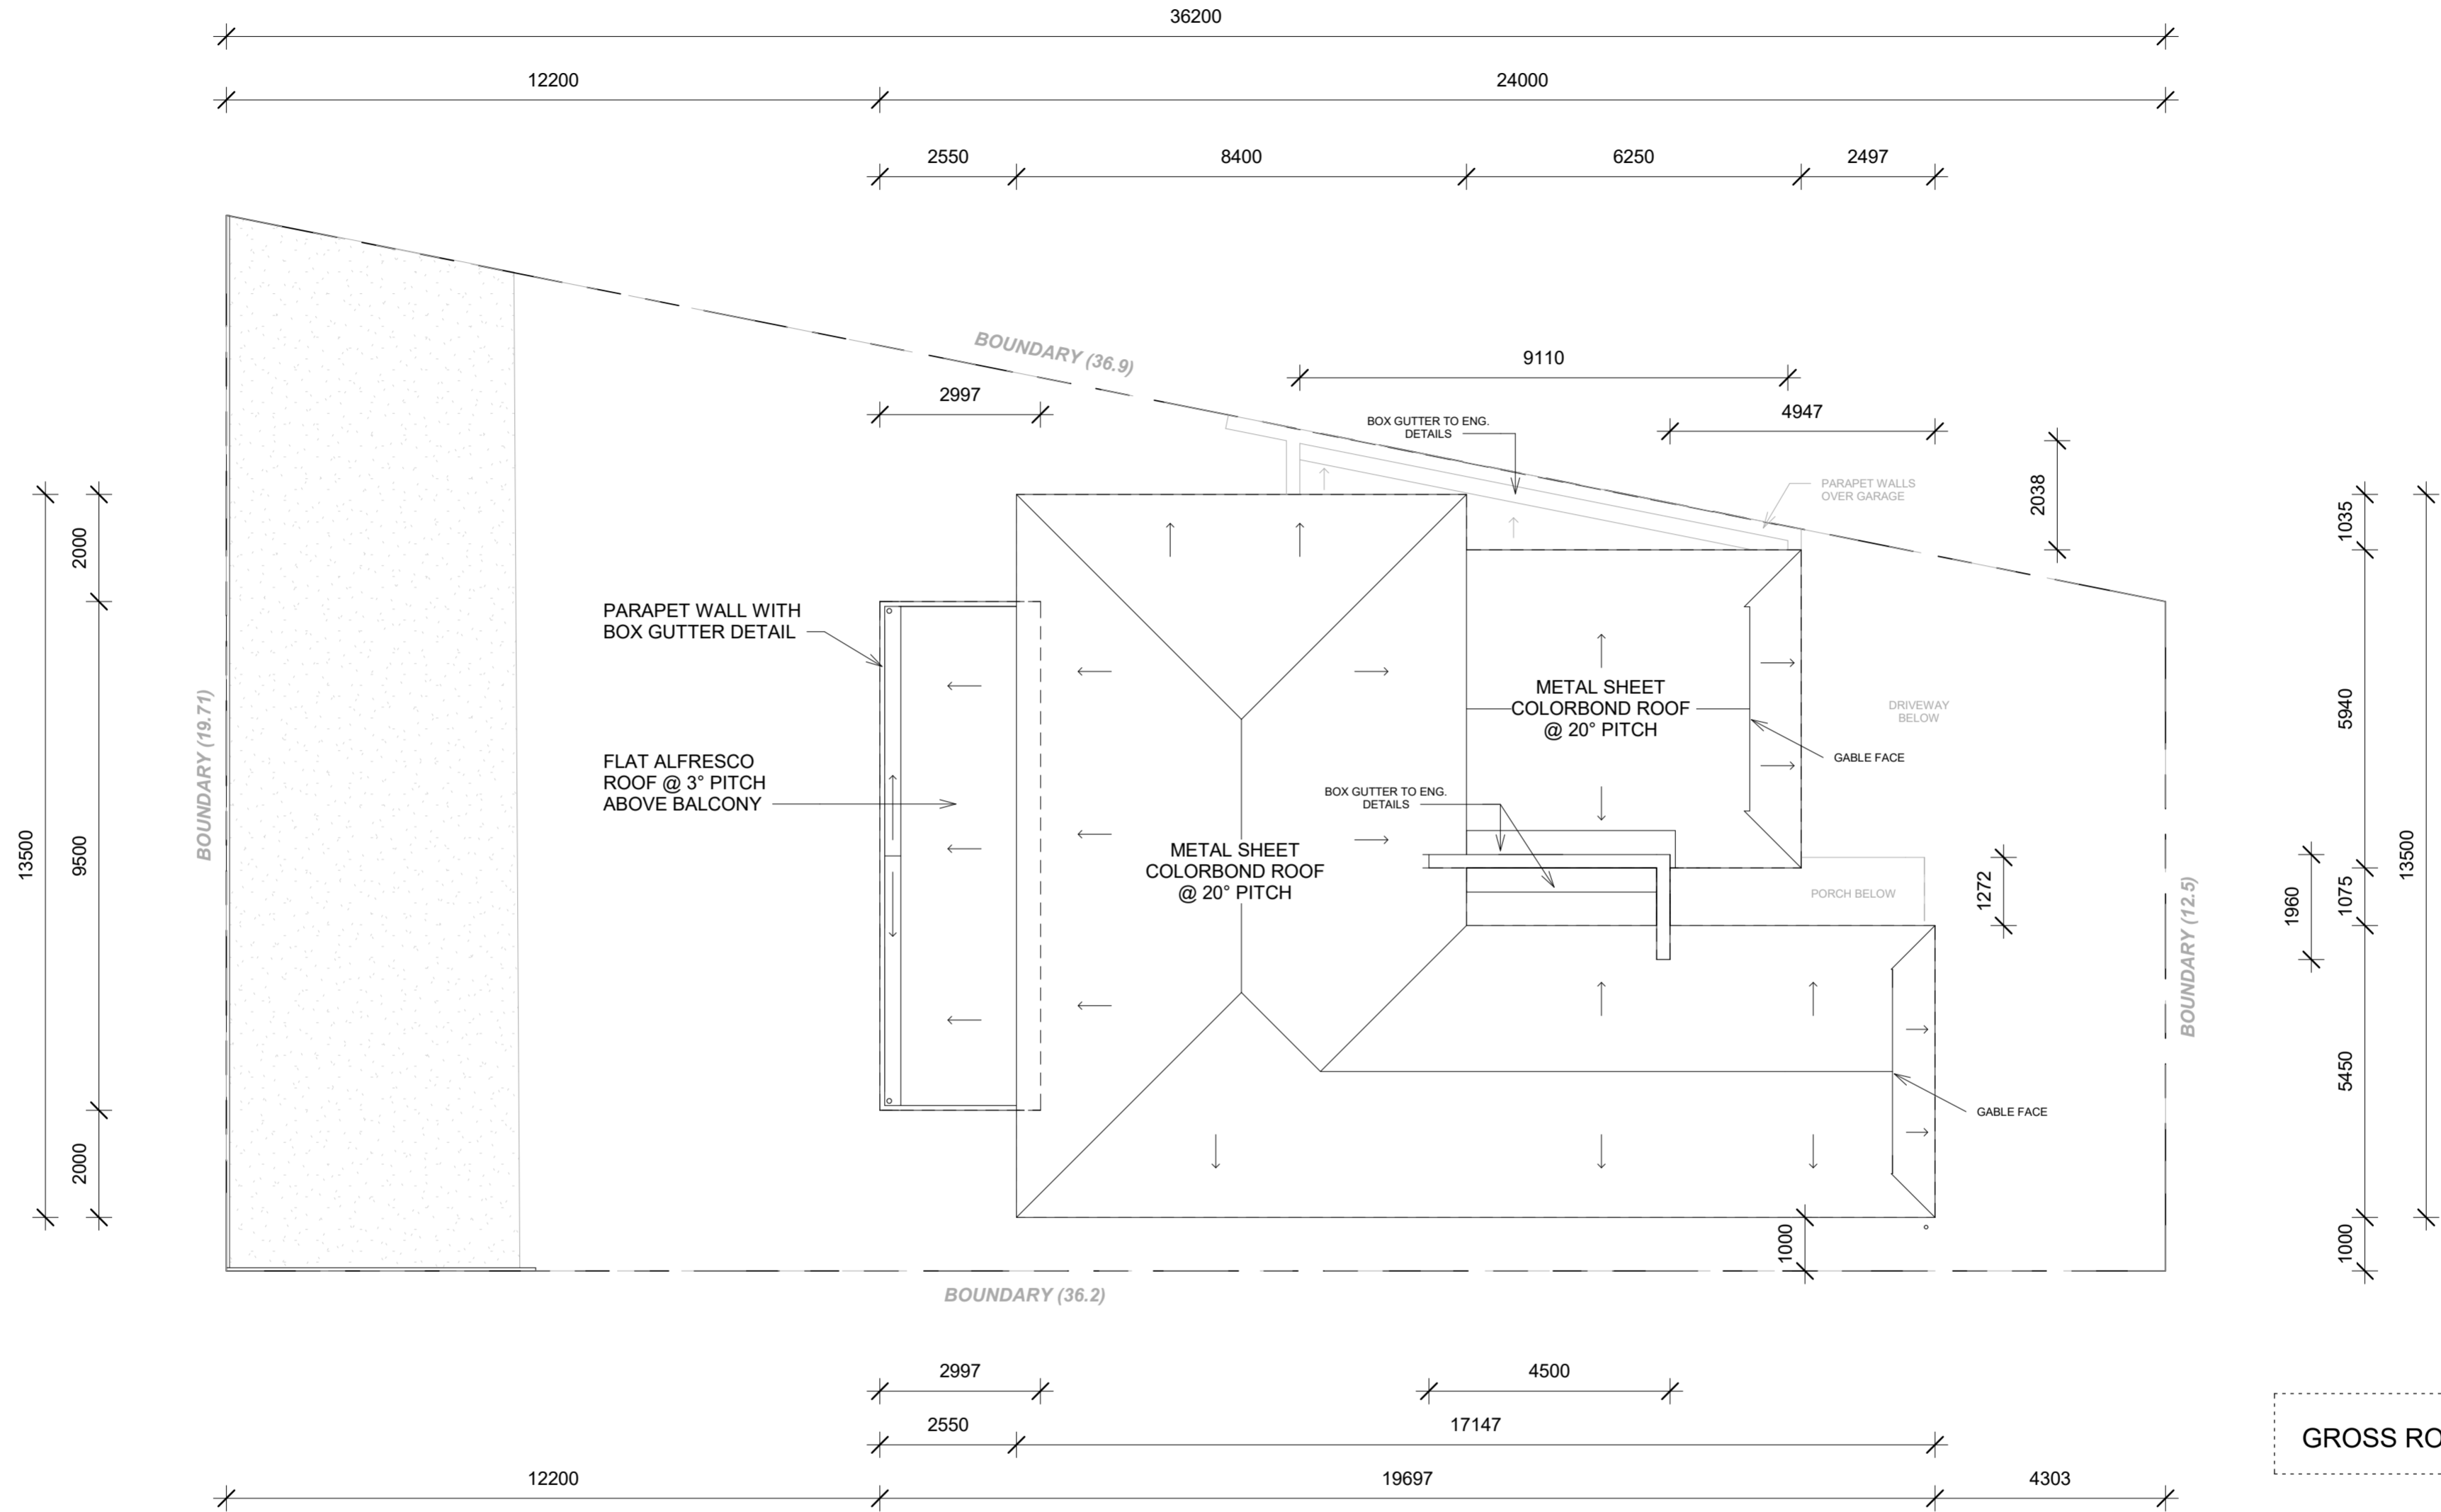 36200
12200
24000
2550
8400
6250
2497
BOUNDARY (36.9)
9110
2997
4947
BOX GUTTER TO ENG.
DETAILS
PARAPET WALLS
OVER GARAGE
2038
1035
2000
PARAPET WALL WITH
BOX GUTTER DETAIL
METAL SHEET
COLORBOND ROOF
@ 20° PITCH
DRIVEWAY
BELOW
5940
BOUNDARY (19.71)
GABLE FACE
FLAT ALFRESCO
ROOF @ 3° PITCH
ABOVE BALCONY
BOX GUTTER TO ENG.
DETAILS
13500
9500
METAL SHEET
COLORBOND ROOF
@ 20° PITCH
PORCH BELOW
1272
1960
1075
13500
BOUNDARY (12.5)
5450
GABLE FACE
2000
1000
1000
BOUNDARY (36.2)
2997
4500
2550
17147
GROSS RO
12200
19697
4303